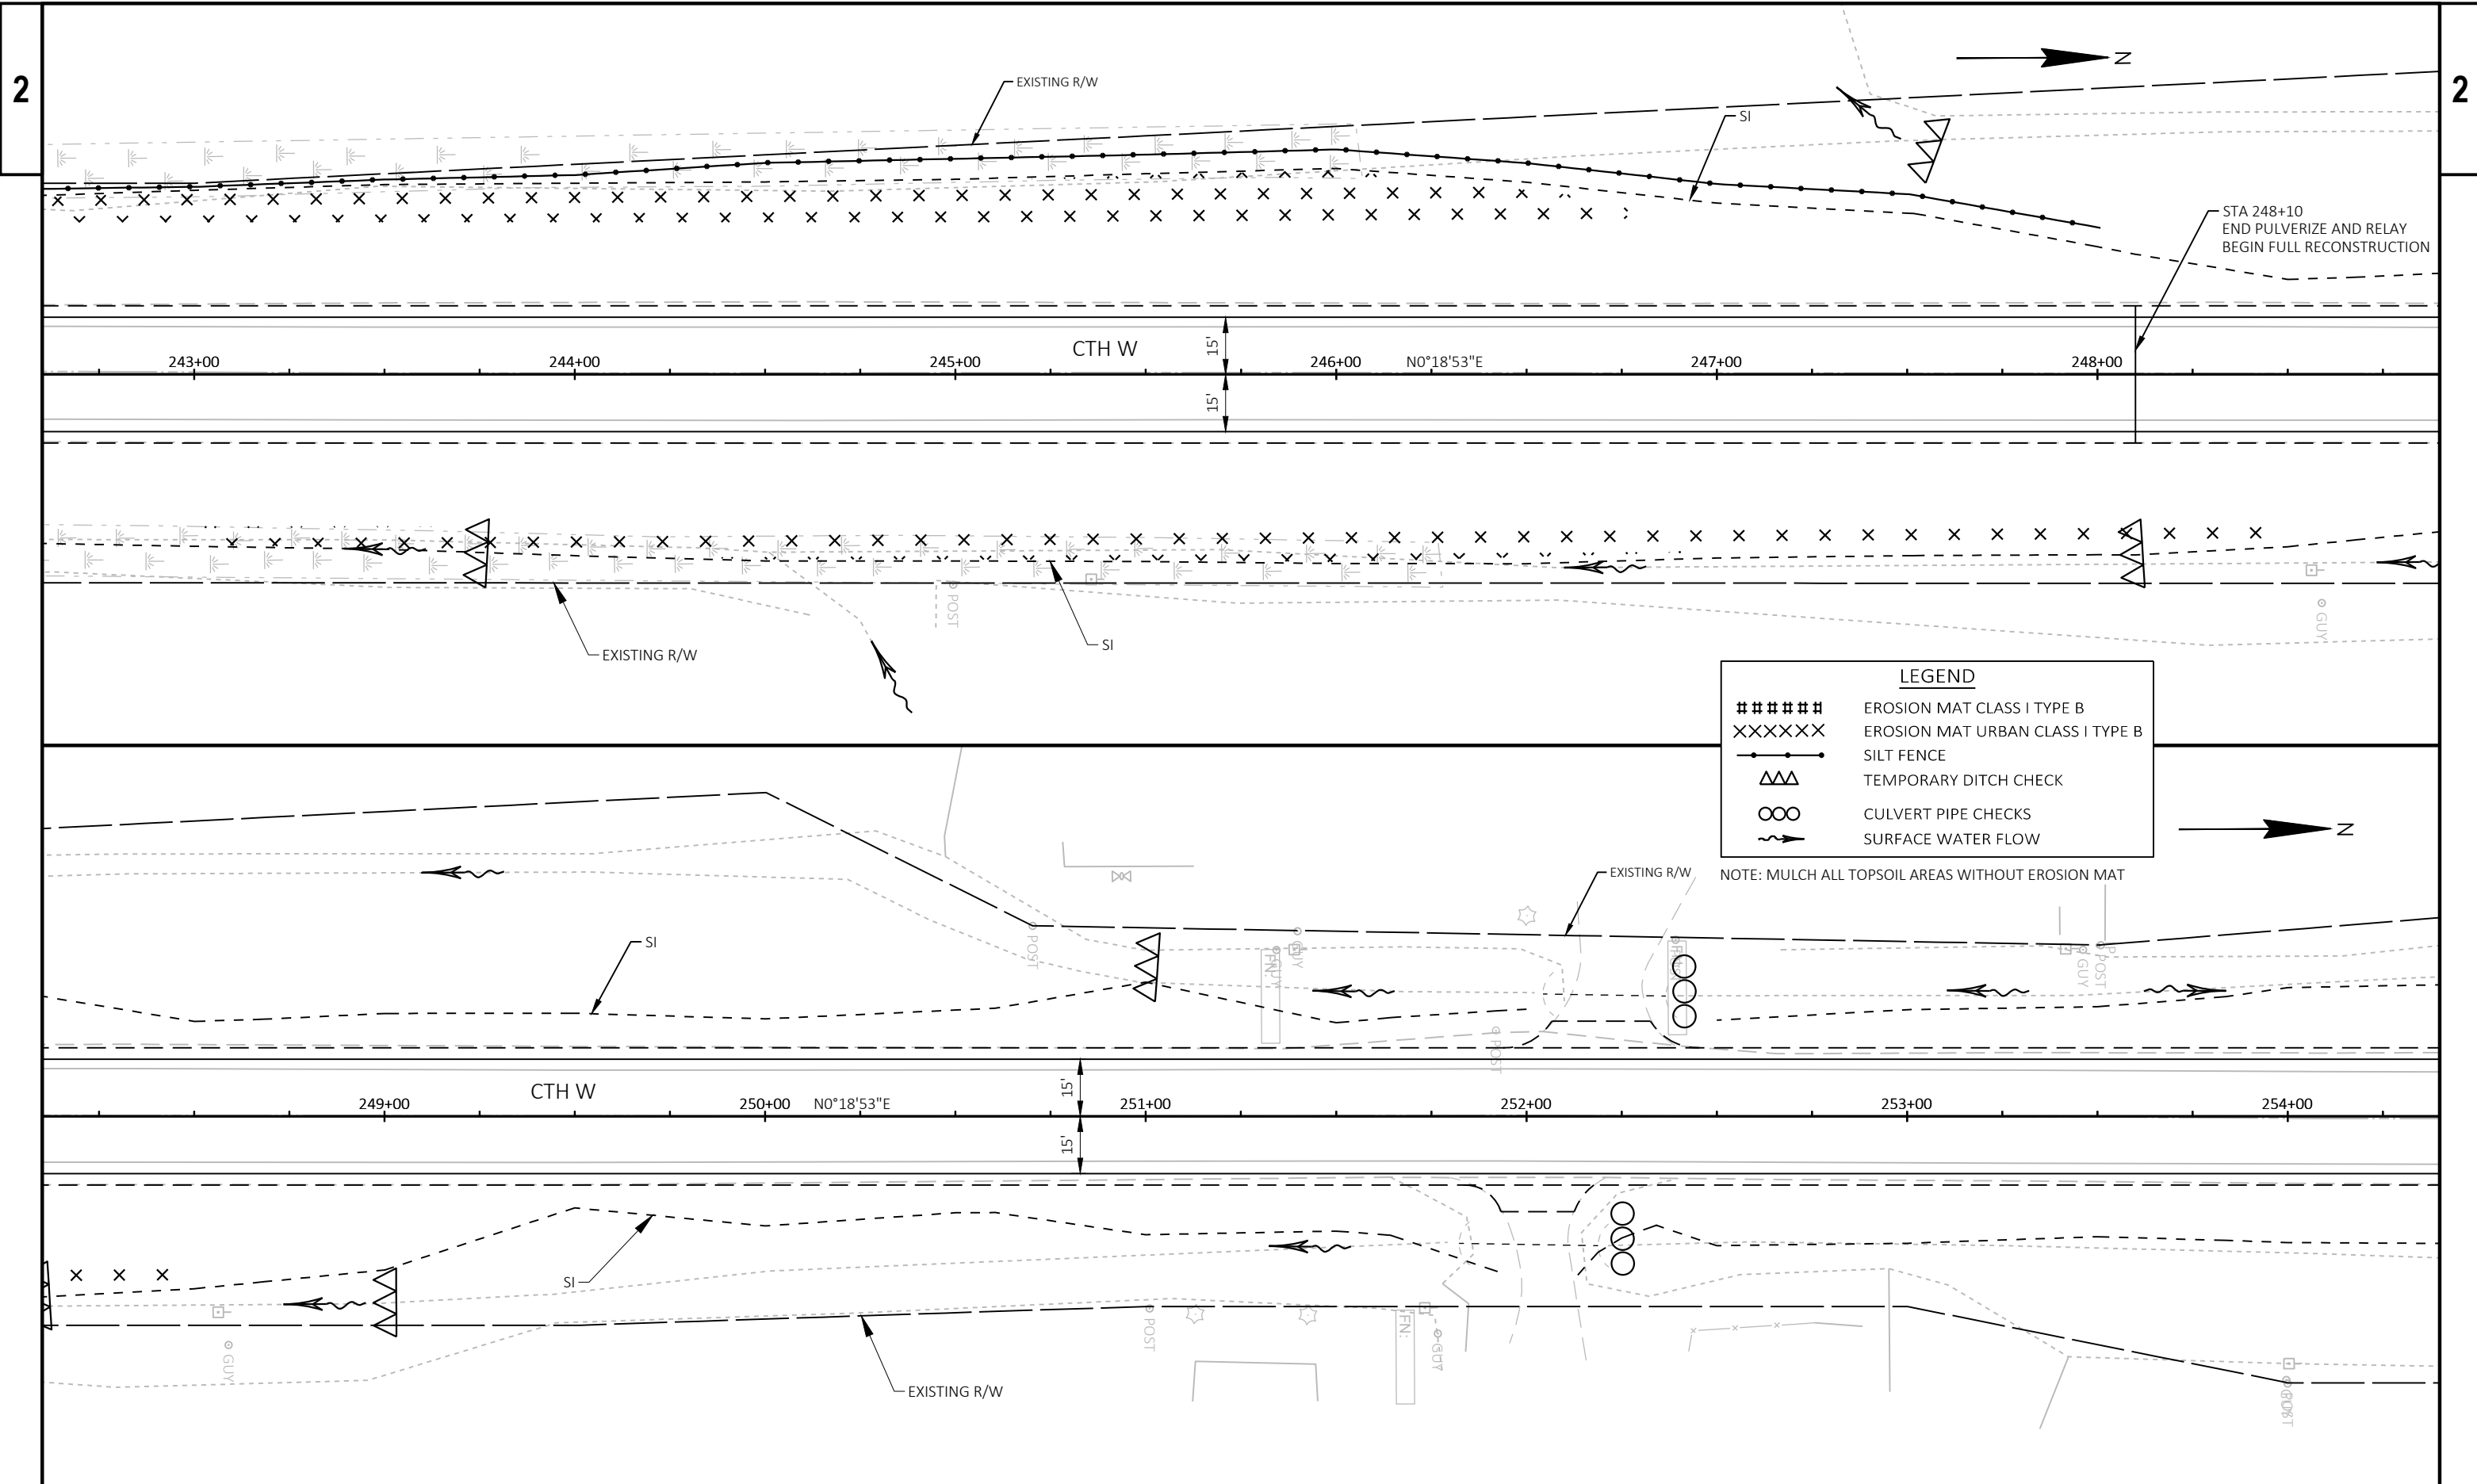 2
2
N
EXISTING R/W
SI
STA 248+10
END PULVERIZE AND RELAY
BEGIN FULL RECONSTRUCTION
CTH W
15'
243+00
244+00
245+00
246+00
N0°18'53"E
247+00
248+00
15'
POST
GUY
EXISTING R/W
SI
LEGEND
EROSION MAT CLASS I TYPE B
EROSION MAT URBAN CLASS I TYPE B
SILT FENCE
TEMPORARY DITCH CHECK
CULVERT PIPE CHECKS
SURFACE WATER FLOW
NOTE: MULCH ALL TOPSOIL AREAS WITHOUT EROSION MAT
N
EXISTING R/W
SI
POST
GUY
GUY
POST
GUY
POST
CTH W
15'
249+00
250+00
N0°18'53"E
251+00
252+00
253+00
254+00
15'
SI
GUY
POST
GUY
EXISTING R/W